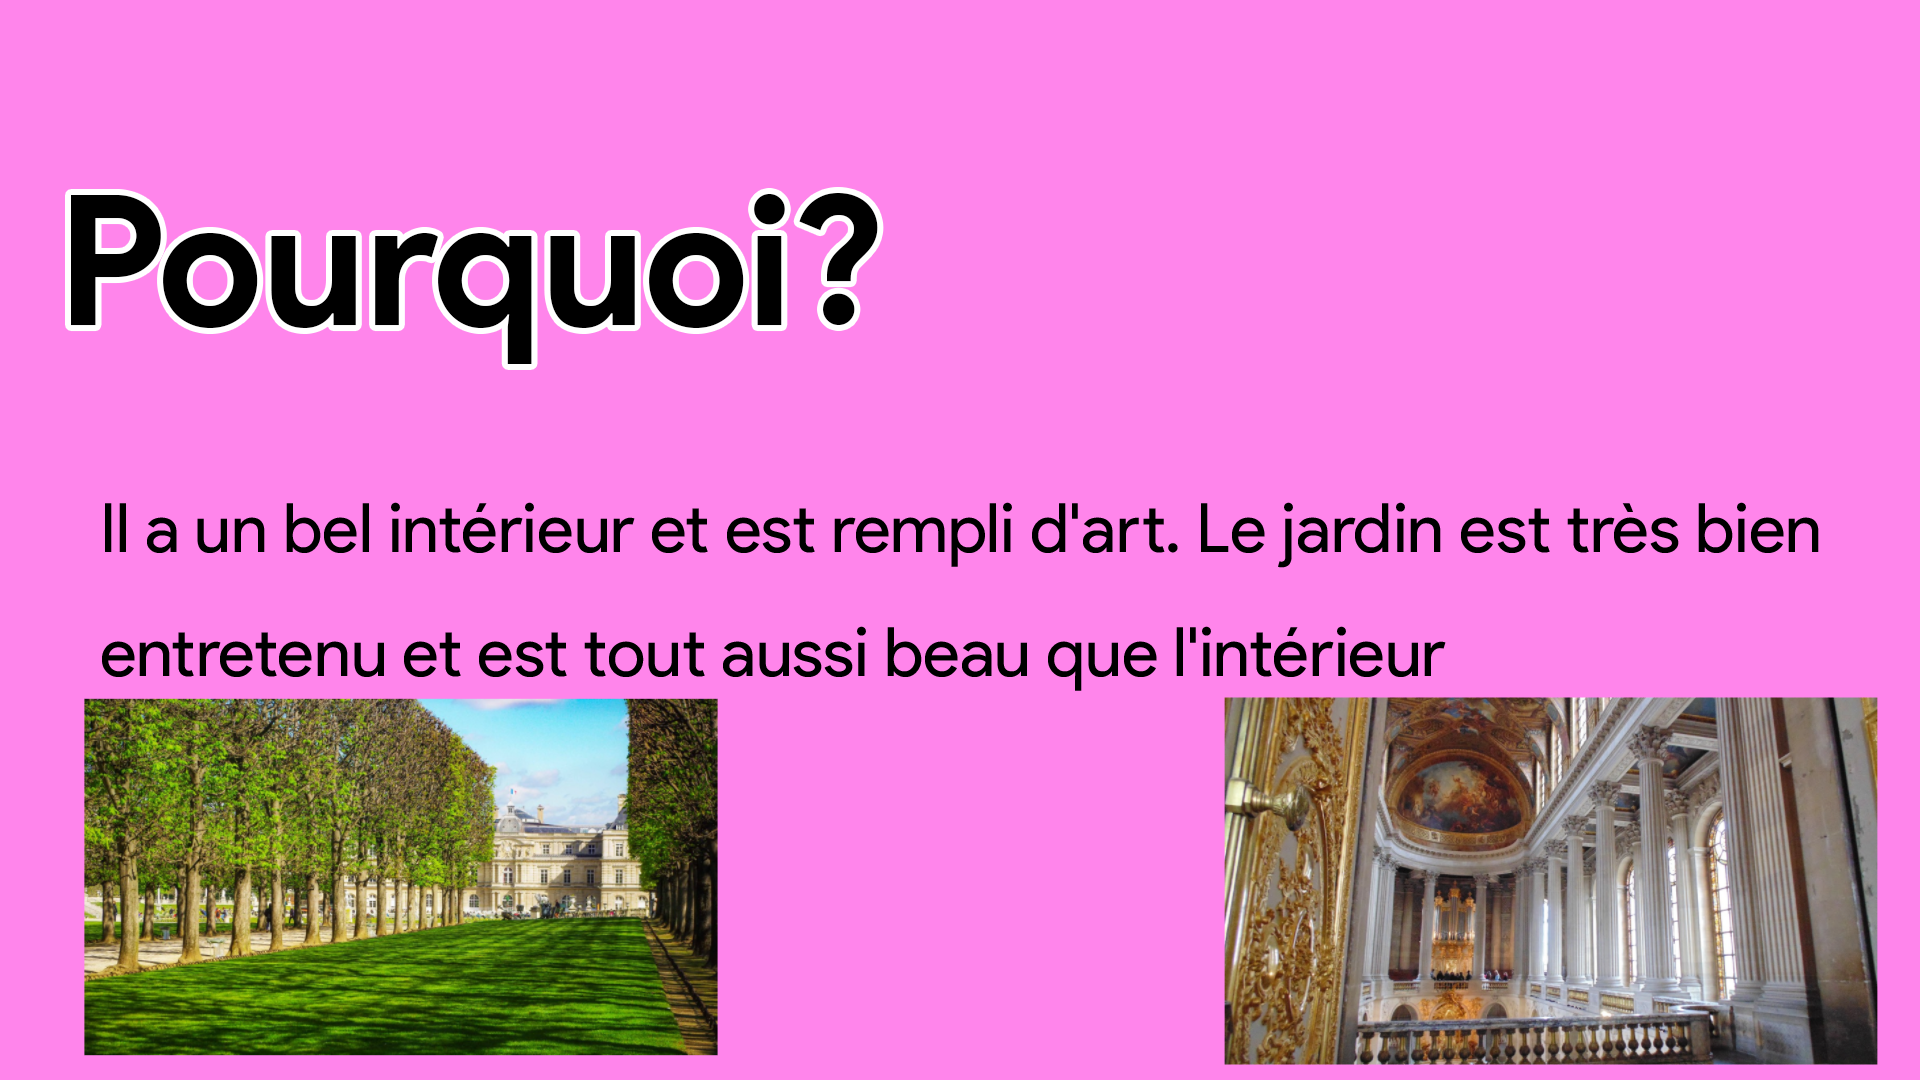 Pourquoi?
Il a un bel intérieur et est rempli d'art. Le jardin est très bien
entretenu et est tout aussi beau que l'intérieur